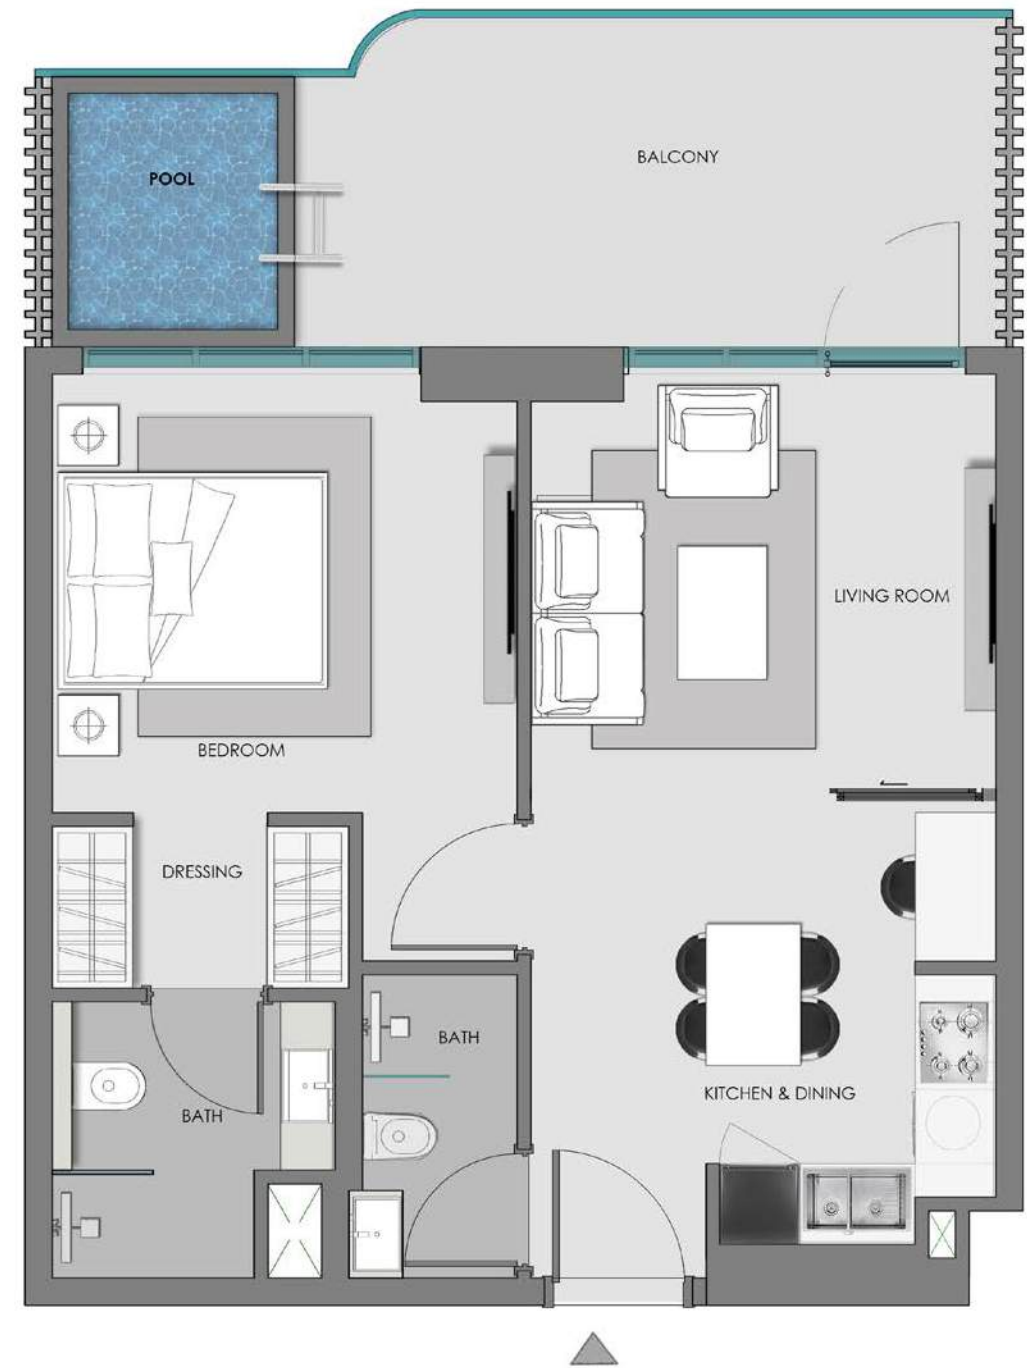 POOL
BALCONY
LIVING ROOM
BEDROOM
DRESSING
BATH
KITCHEN & DINING
BATH